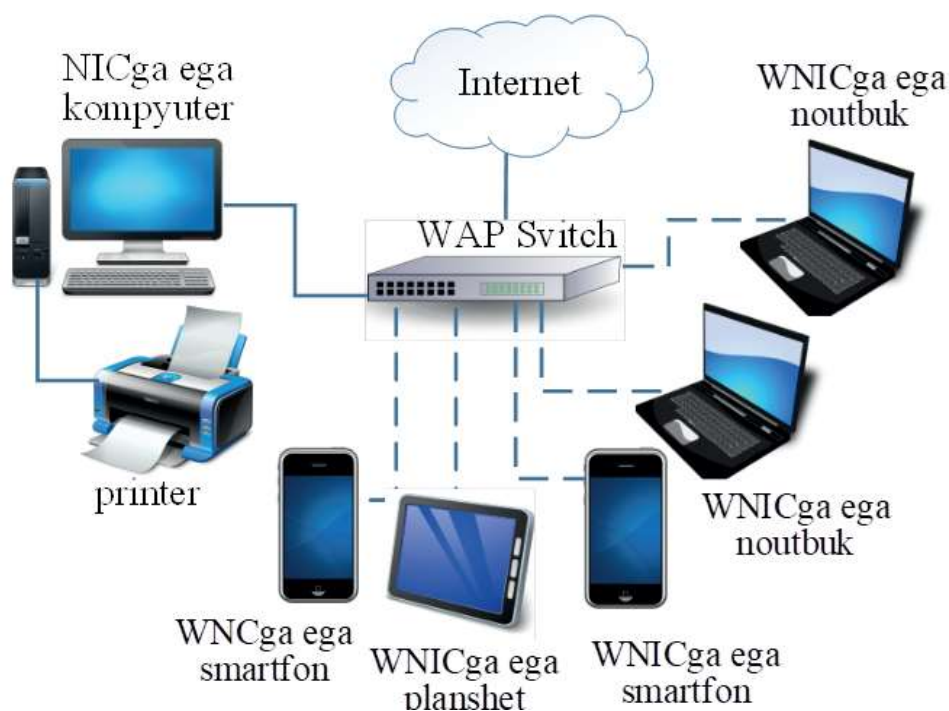 NICga ega
kompyuter
Internet
WNICga ega
noutbuk
WAP Svitch
printer
WNICga ega
noutbuk
WNCga ega
smartfon
WNICga ega
planshet
WNICga ega
smartfon